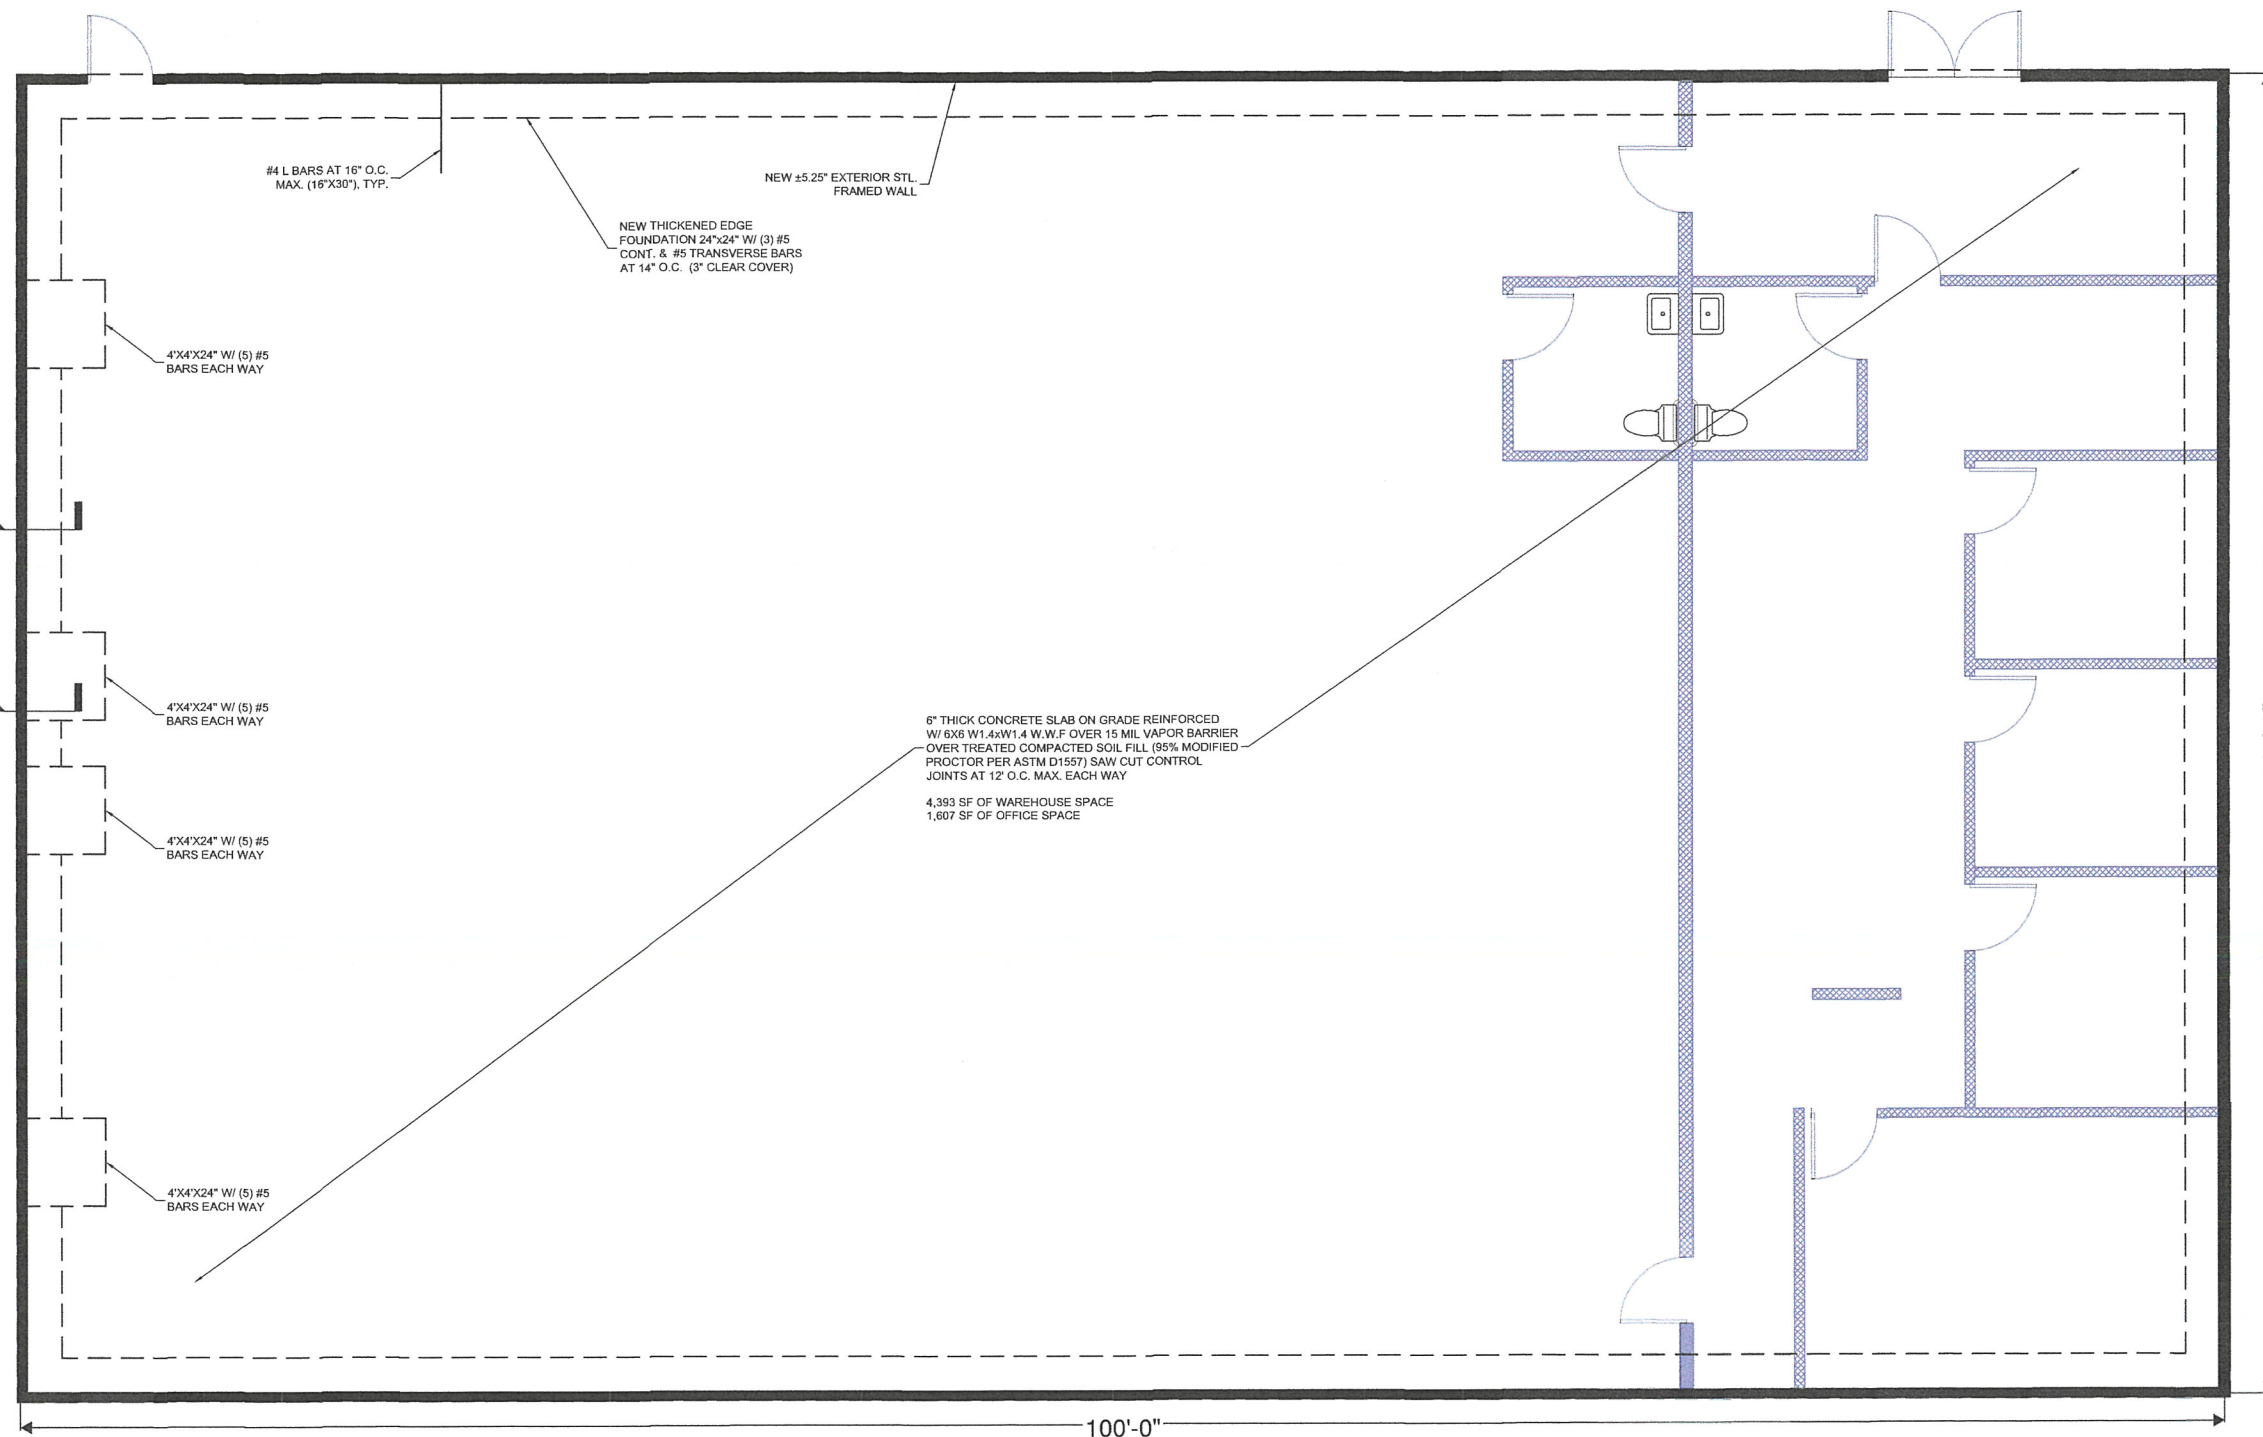 #4 L BARS AT 16" O.C.
MAX. (16"X30"), TYP.
NEW ±5.25" EXTERIOR STL.
FRAMED WALL
NEW THICKENED EDGE
FOUNDATION 24"x24" W/ (3) #5
CONT. & #5 TRANSVERSE BARS
AT 14" O.C. (3" CLEAR COVER)
4'X4'X24" W/ (5) #5
BARS EACH WAY
4'X4'X24" W/ (5) #5
BARS EACH WAY
6" THICK CONCRETE SLAB ON GRADE REINFORCED
W/ 6X6 W1.4xW1.4 W.W.F OVER 15 MIL VAPOR BARRIER
OVER TREATED COMPACTED SOIL FILL (95% MODIFIED
PROCTOR PER ASTM D1557) SAW CUT CONTROL
JOINTS AT 12' O.C. MAX. EACH WAY
4,393 SF OF WAREHOUSE SPACE
1,607 SF OF OFFICE SPACE
4'X4'X24" W/ (5) #5
BARS EACH WAY
4'X4'X24" W/ (5) #5
BARS EACH WAY
100'-0"